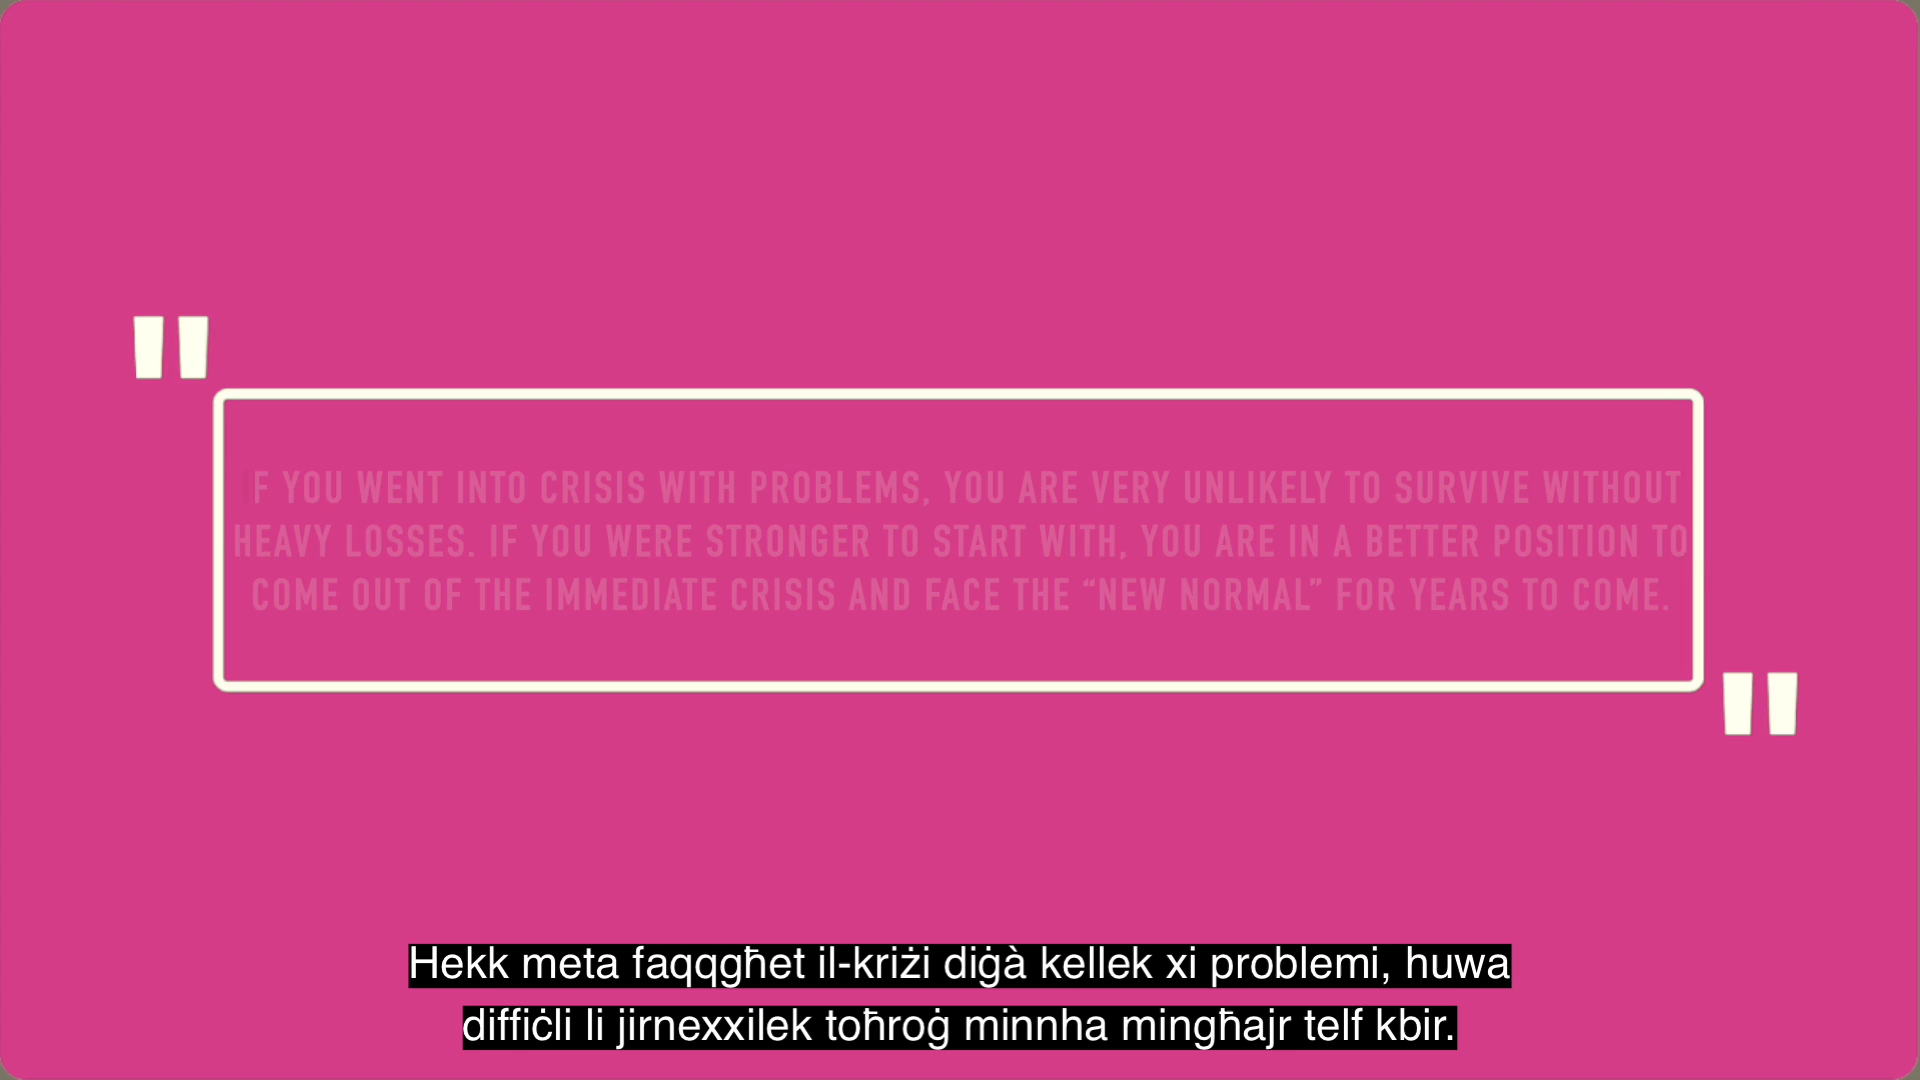 "
IF YOU WENT INTO CRISIS WITH PROBLEMS, YOU ARE VERY UNLIKELY TO SURVIVE WITHOUT
HEAVY LOSSES. IF YOU WERE STRONGER TO START WITH, YOU ARE IN A BETTER POSITION TO
COME OUT OF THE IMMEDIATE CRISIS AND FACE THE “NEW NORMAL” FOR YEARS TO COME.
"
Hekk meta faqqgħet il-kriżi diġà kellek xi problemi, huwa
diffiċli li jirnexxilek toħroġ minnha mingħajr telf kbir.